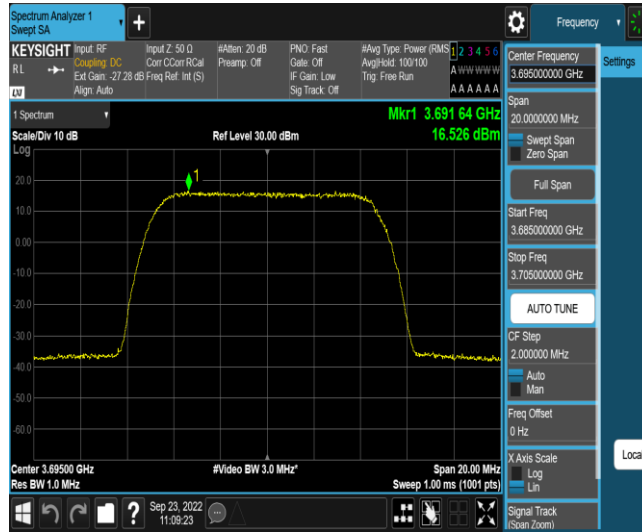 Spectrum Analyzer 1
Swept SA
Frequency
KEYSIGHT
RL
LXI
Input: RF
Coupling: DC
Ext Gain: -27.28 dB
Align: Auto
Input Z: 50 Ω
Corr CCorr RCal
Freq Ref: Int (S)
#Atten: 20 dB
Preamp: Off
PNO: Fast
Gate: Off
IF Gain: Low
Sig Track: Off
#Avg Type: Power (RMS
Avg|Hold: 100/100
Trig: Free Run
1 2 3 4 5 6
A W W W W W
A A A A A A
1 Spectrum
Scale/Div 10 dB
Log
Ref Level 30.00 dBm
Mkr1 3.691 64 GHz
16.526 dBm
1
20.0
10.0
0.00
-10.0
-20.0
-30.0
-40.0
-50.0
-60.0
Center 3.69500 GHz
Res BW 1.0 MHz
#Video BW 3.0 MHz*
Span 20.00 MHz
Sweep 1.00 ms (1001 pts)
Center Frequency
3.695000000 GHz
Span
20.0000000 MHz
Swept Span
Zero Span
Full Span
Start Freq
3.685000000 GHz
Stop Freq
3.705000000 GHz
AUTO TUNE
CF Step
2.000000 MHz
Auto
Man
Freq Offset
0 Hz
X Axis Scale
Log
Lin
Signal Track
(Span Zoom)
Settings
Local
?
Sep 23, 2022
11:09:23